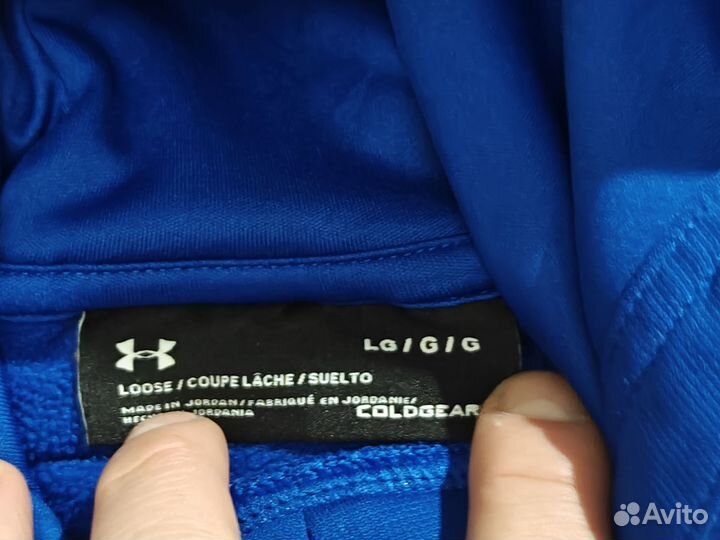 LG / G / G
LOOSE / COUPE LÂCHE / SUELTO
MADE IN JORDAN / FABRIQUÉ EN JORDANIE /
JORDANIA
COLDGEAR
Avito